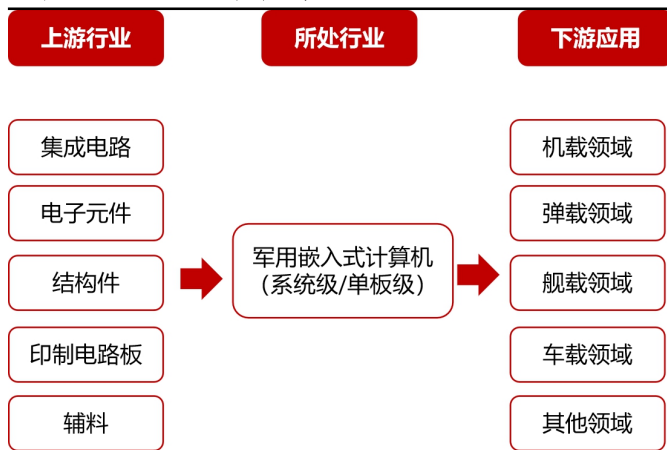 上游行业
所处行业
下游应用
集成电路
电子元件
结构件
印制电路板
辅料
军用嵌入式计算机
（系统级/单板级）
机载领域
弹载领域
舰载领域
车载领域
其他领域